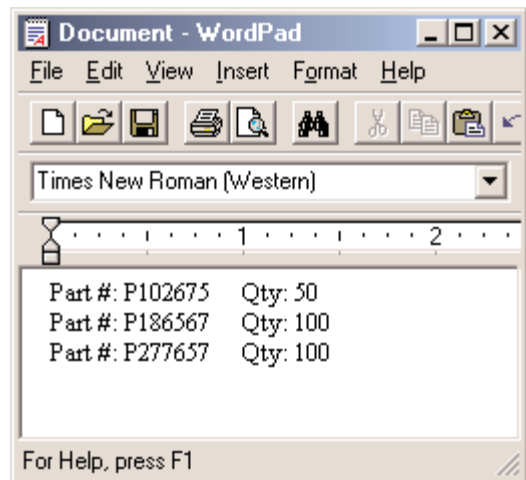 Document - WordPad
File Edit View Insert Format Help
Times New Roman (Western)
1 2
Part #: P102675 Qty: 50
Part #: P186567 Qty: 100
Part #: P277657 Qty: 100
For Help, press F1